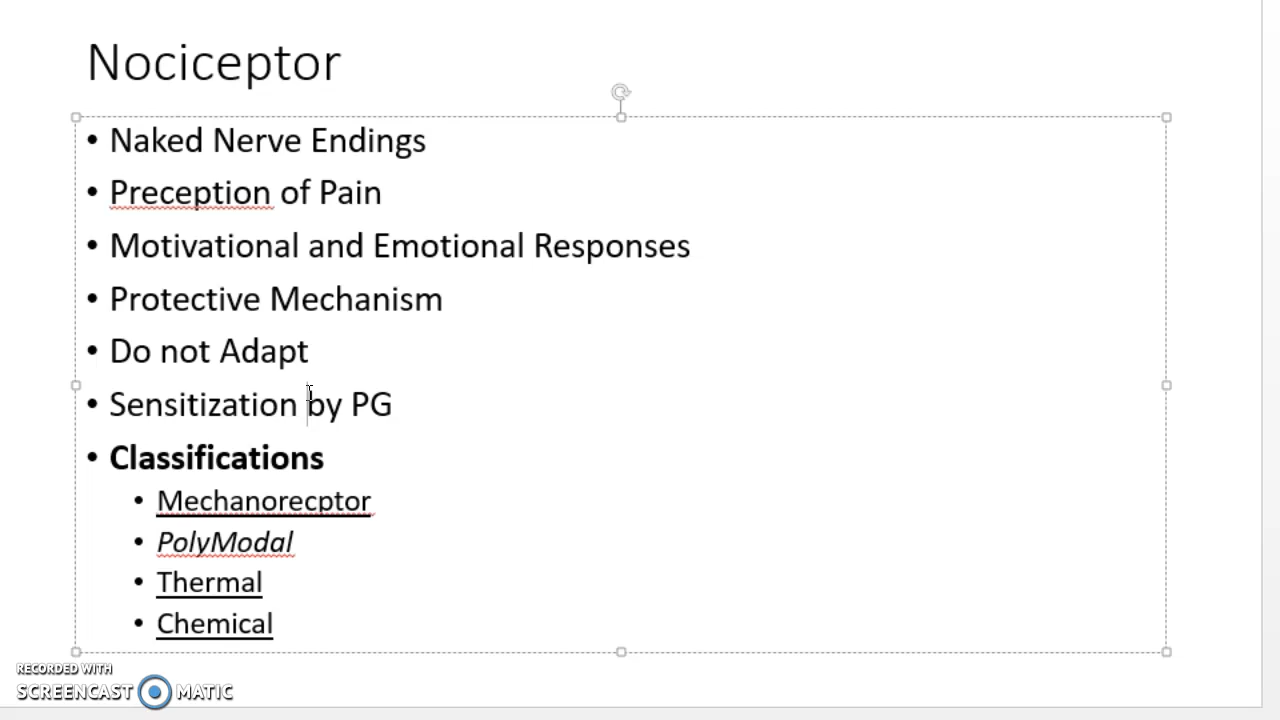 Nociceptor
• Naked Nerve Endings
• Preception of Pain
• Motivational and Emotional Responses
• Protective Mechanism
• Do not Adapt
• Sensitization by PG
• Classifications
• Mechanorecptor
• PolyModal
• Thermal
• Chemical
RECORDED WITH
SCREENCAST MATIC